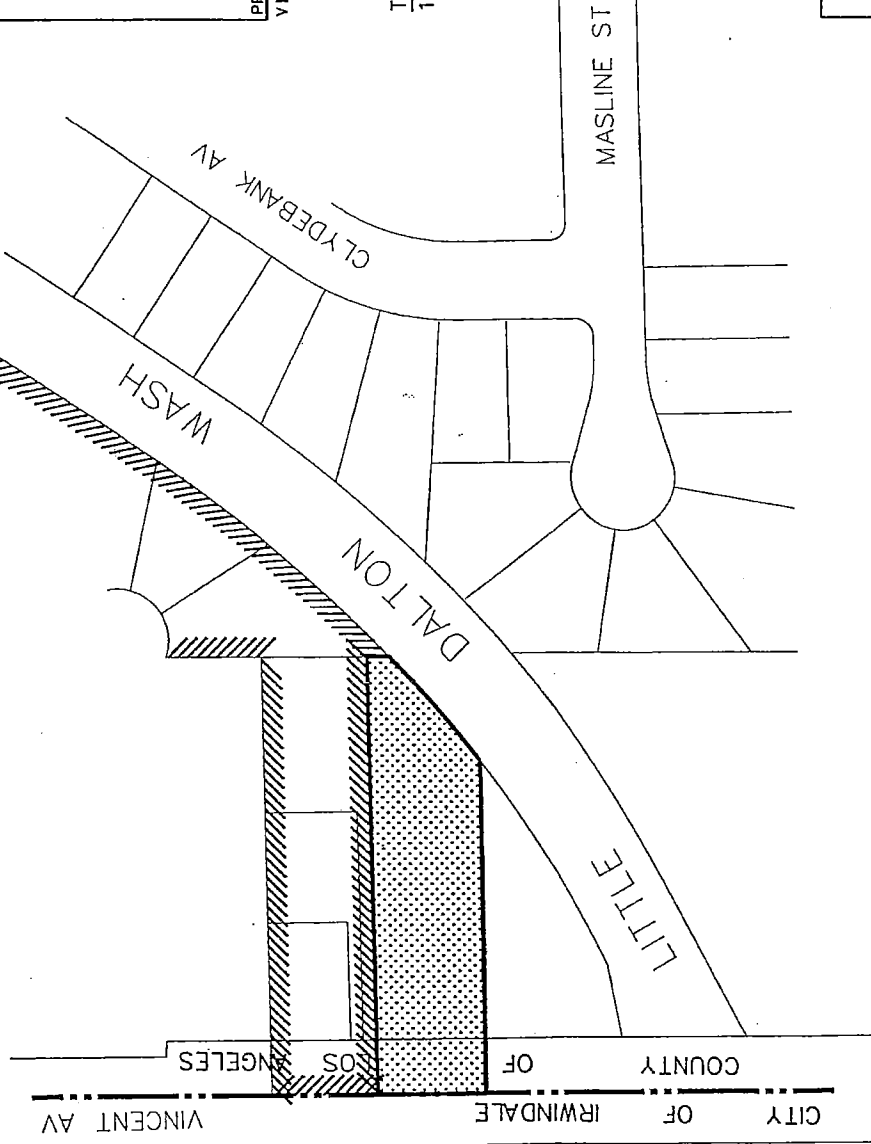 CLYDEBANK AV
MASLINE ST
LITTLE DALTON WASH
COUNTY OF LOS ANGELES
VINCENT AV
CITY OF IRWINDALE